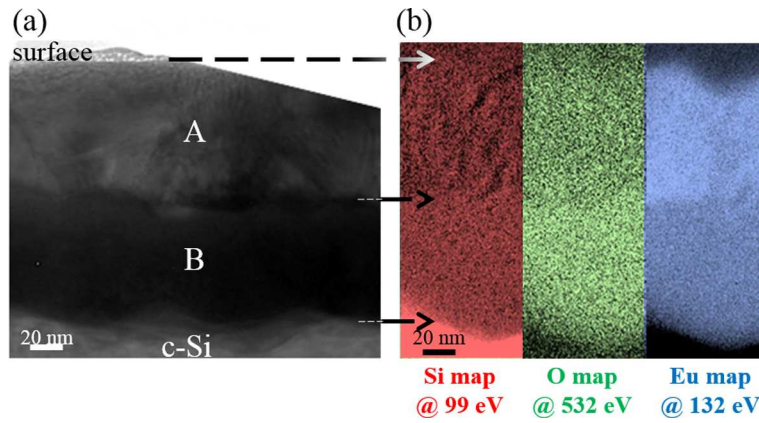 (a)
(b)
surface
A
B
20 nm
c-Si
20 nm
Si map
@ 99 eV
O map
@ 532 eV
Eu map
@ 132 eV